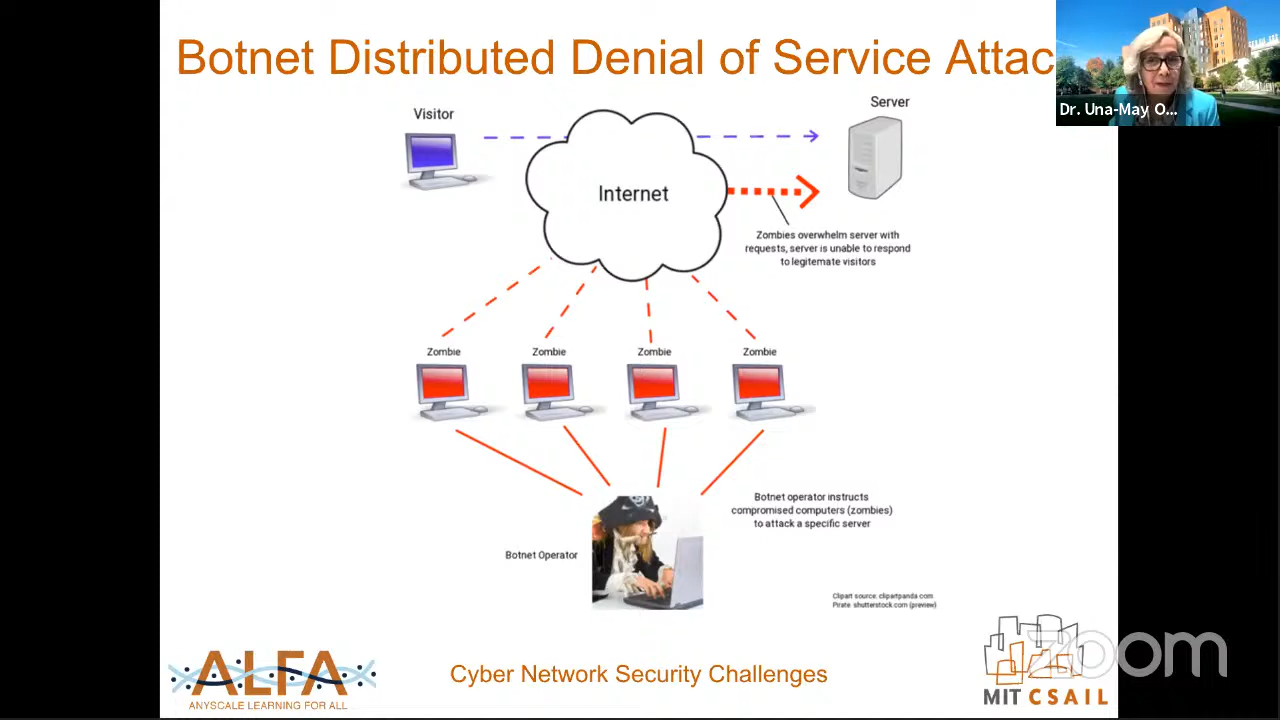 Botnet Distributed Denial of Service Attac
Dr. Una-May O...
Visitor
Server
Internet
Zombies overwhelm server with
requests, server is unable to respond
to legitemate visitors
Zombie
Zombie
Zombie
Zombie
Botnet operator instructs
compromised computers (zombies)
to attack a specific server
Botnet Operator
Clipart source: clipartpanda.com
Pirate: shutterstock.com (preview)
ALFA
ANYSCALE LEARNING FOR ALL
Cyber Network Security Challenges
MIT CSAIL
zoom